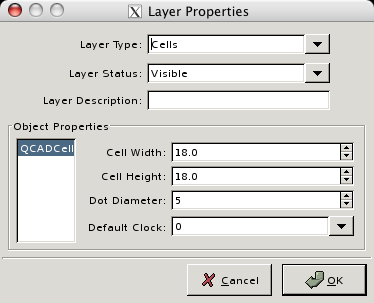 Layer Properties
Layer Type: Cells
Layer Status: Visible
Layer Description:
Object Properties
QCADCell
Cell Width: 18.0
Cell Height: 18.0
Dot Diameter: 5
Default Clock: 0
Cancel OK